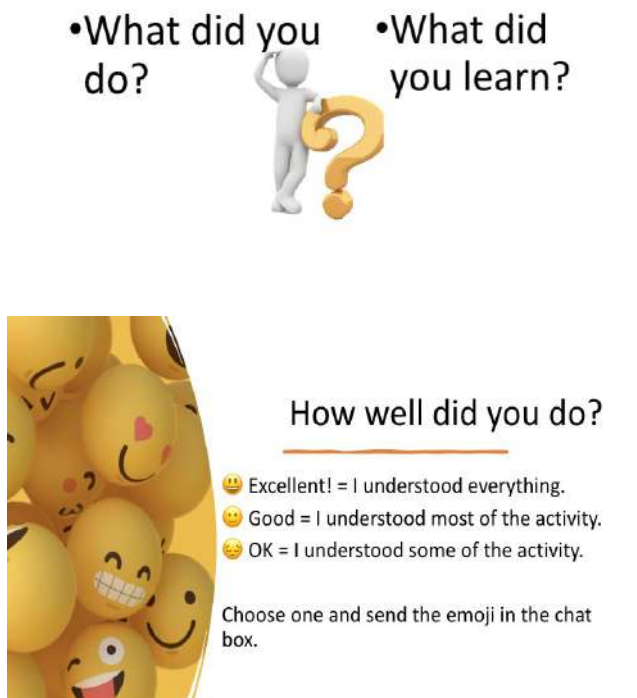 •What did you
do?
•What did
you learn?
How well did you do?
😃 Excellent! = I understood everything.
🙂 Good = I understood most of the activity.
😔 OK = I understood some of the activity.
Choose one and send the emoji in the chat
box.